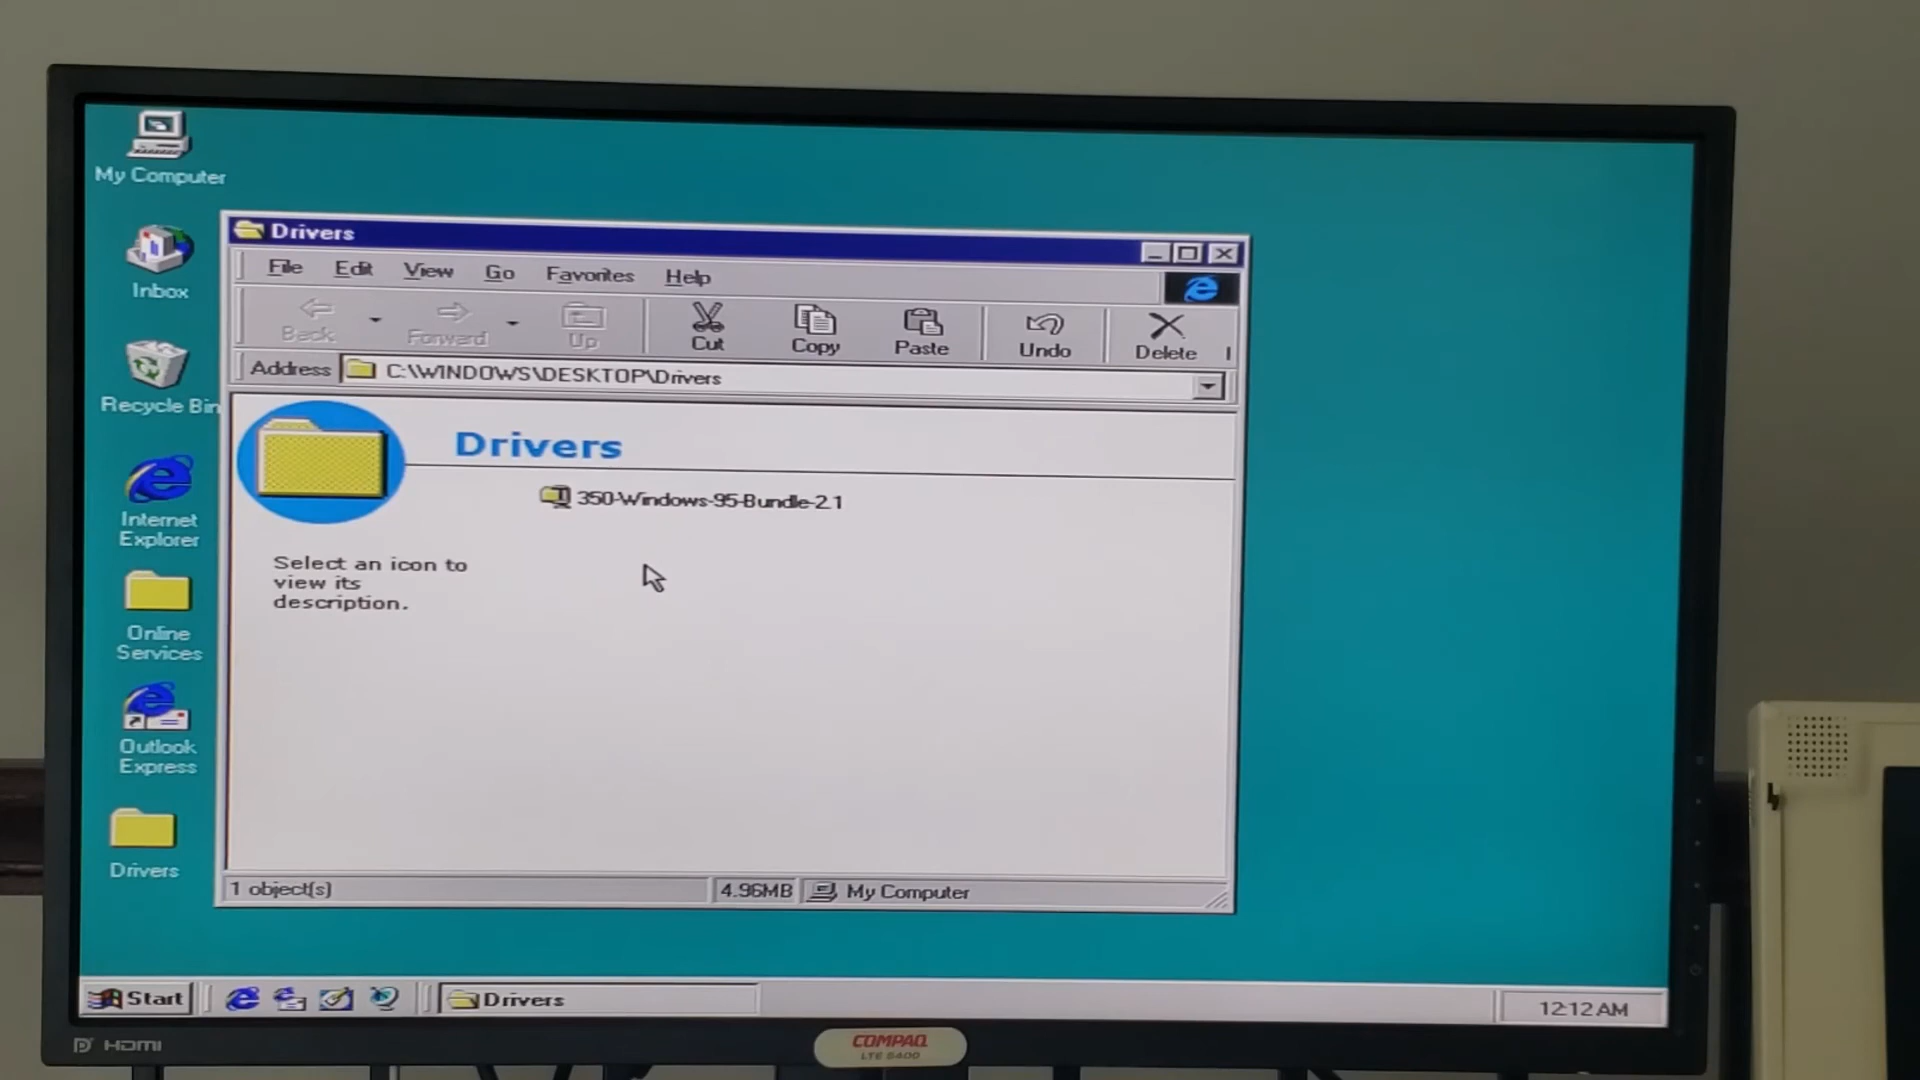 My Computer
Inbox
Recycle Bin
Internet
Explorer
Online
Services
Outlook
Express
Drivers
Drivers
File Edit View Go Favorites Help
Back Forward Up Cut Copy Paste Undo Delete
Address C:\WINDOWS\DESKTOP\Drivers
Drivers
350-Windows-95-Bundle-2.1
Select an icon to
view its
description.
1 object(s) 4.96MB My Computer
Start Drivers 12:12 AM
HDMI
COMPAQ
LTE 5400